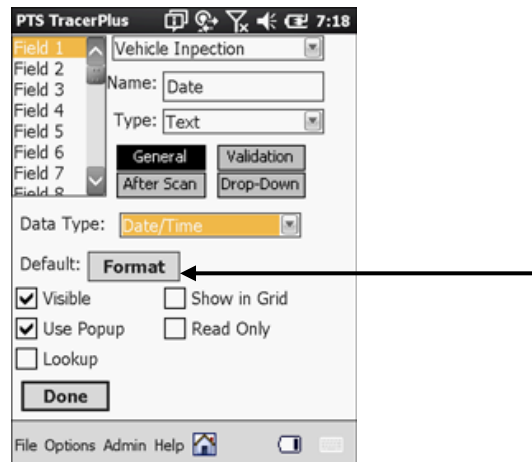 PTS TracerPlus 7:18
Field 1
Field 2
Field 3
Field 4
Field 5
Field 6
Field 7
Field 8
Vehicle Inpection
Name: Date
Type: Text
General Validation
After Scan Drop-Down
Data Type: Date/Time
Default: Format
Visible Show in Grid
Use Popup Read Only
Lookup
Done
File Options Admin Help